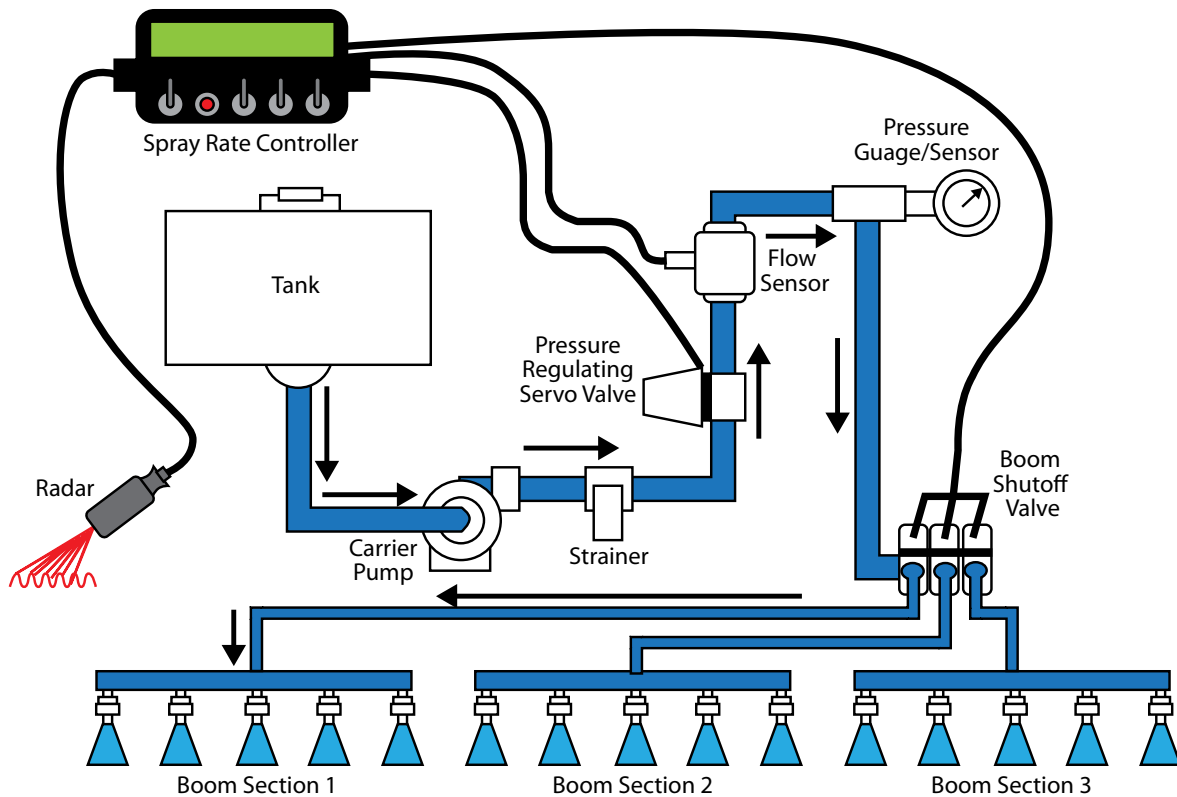 Spray Rate Controller
Pressure
Guage/Sensor
Tank
Flow
Sensor
Pressure
Regulating
Servo Valve
Radar
Carrier
Pump
Strainer
Boom
Shutoff
Valve
Boom Section 1
Boom Section 2
Boom Section 3